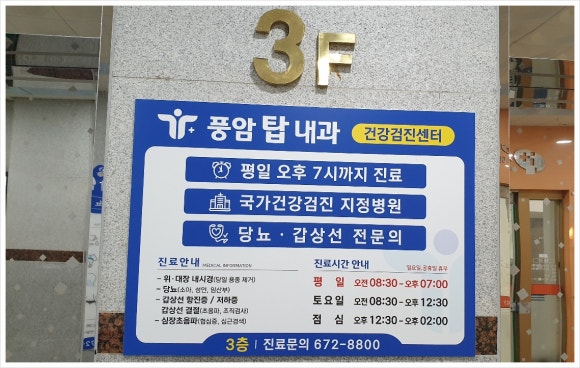 3F
풍암 탑 내과 건강검진센터
평일 오후 7시까지 진료
국가건강검진 지정병원
당뇨 · 갑상선 전문의
진료안내 MEDICAL INFORMATION
- 위·대장 내시경(당일 용종 제거)
- 당뇨(소아, 성인, 임산부)
- 갑상선 항진증 / 저하증
갑상선 결절(초음파, 조직검사)
- 심장초음파(협심증, 심근경색)
진료시간 안내 일요일, 공휴일 휴무
평 일 오전 08:30 - 오후 07:00
토요일 오전 08:30 - 오후 12:30
점 심 오후 12:30 - 오후 02:00
3층 | 진료문의 672-8800